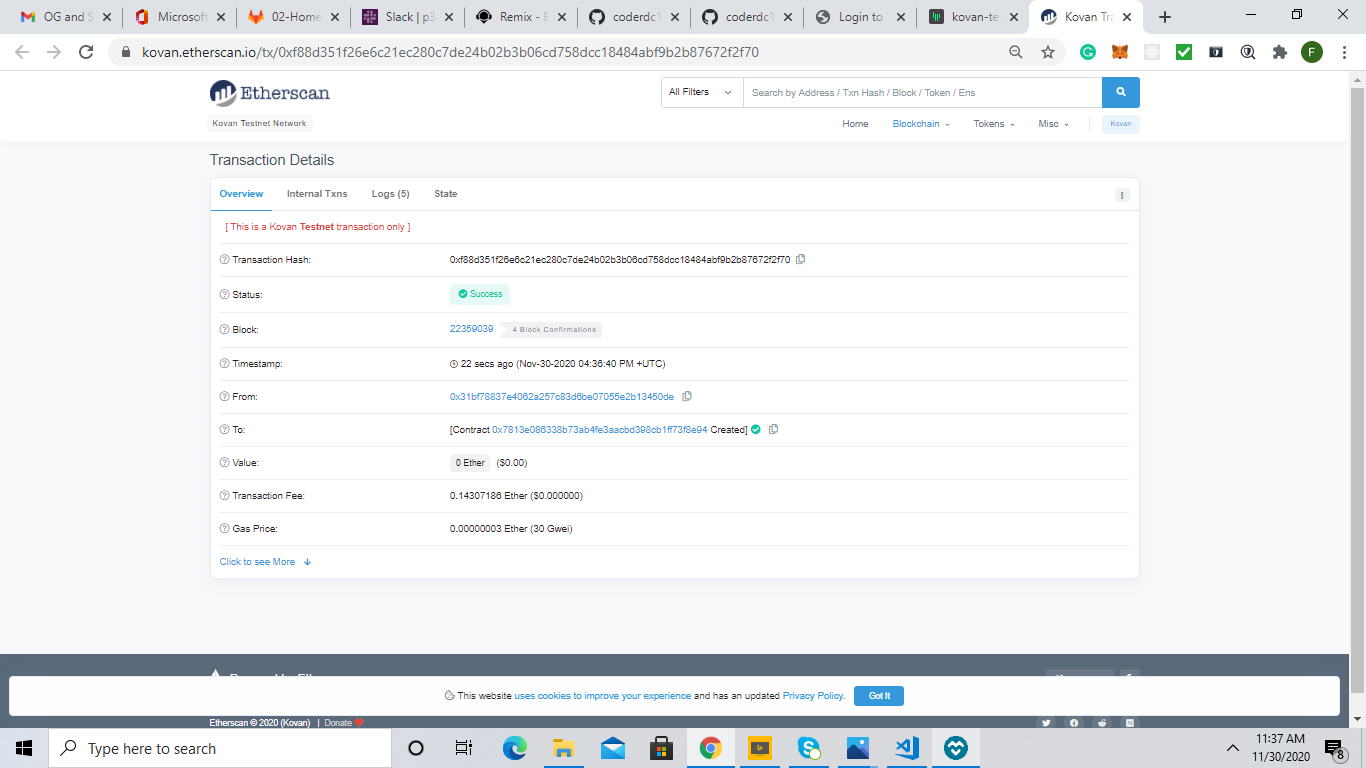 OG and S
Microsoft
02-Home
Slack | p3
Remix - E
coderdc1
coderdc1
Login to
kovan-te
Kovan Tra
kovan.etherscan.io/tx/0xf88d351f26e6c21ec280c7de24b02b3b06cd758dcc18484abf9b2b87672f2f70
F
Etherscan
All Filters
Search by Address / Txn Hash / Block / Token / Ens
Kovan Testnet Network
Home Blockchain Tokens Misc Kovan
Transaction Details
Overview Internal Txns Logs (5) State
[ This is a Kovan Testnet transaction only ]
Transaction Hash: 0xf88d351f26e6c21ec280c7de24b02b3b06cd758dcc18484abf9b2b87672f2f70
Status: Success
Block: 22359039 4 Block Confirmations
Timestamp: 22 secs ago (Nov-30-2020 04:36:40 PM +UTC)
From: 0x31bf78837e4062a257c83d6be07055e2b13450de
To: [Contract 0x7813e086338b73ab4fe3aacbd398cb1ff73f8e94 Created]
Value: 0 Ether ($0.00)
Transaction Fee: 0.14307186 Ether ($0.000000)
Gas Price: 0.00000003 Ether (30 Gwei)
Click to see More
This website uses cookies to improve your experience and has an updated Privacy Policy. Got It
Etherscan © 2020 (Kovan) | Donate
Type here to search
11:37 AM
11/30/2020
8